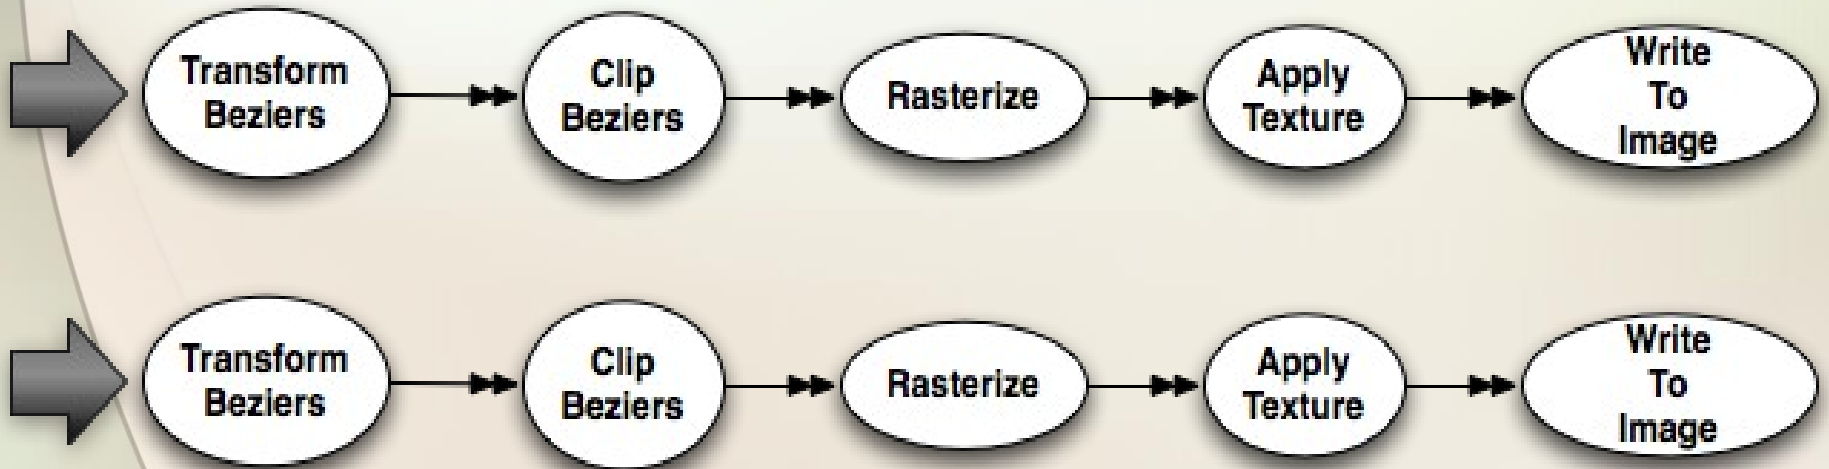 Transform
Beziers
Clip
Beziers
Rasterize
Apply
Texture
Write
To
Image
Transform
Beziers
Clip
Beziers
Rasterize
Apply
Texture
Write
To
Image